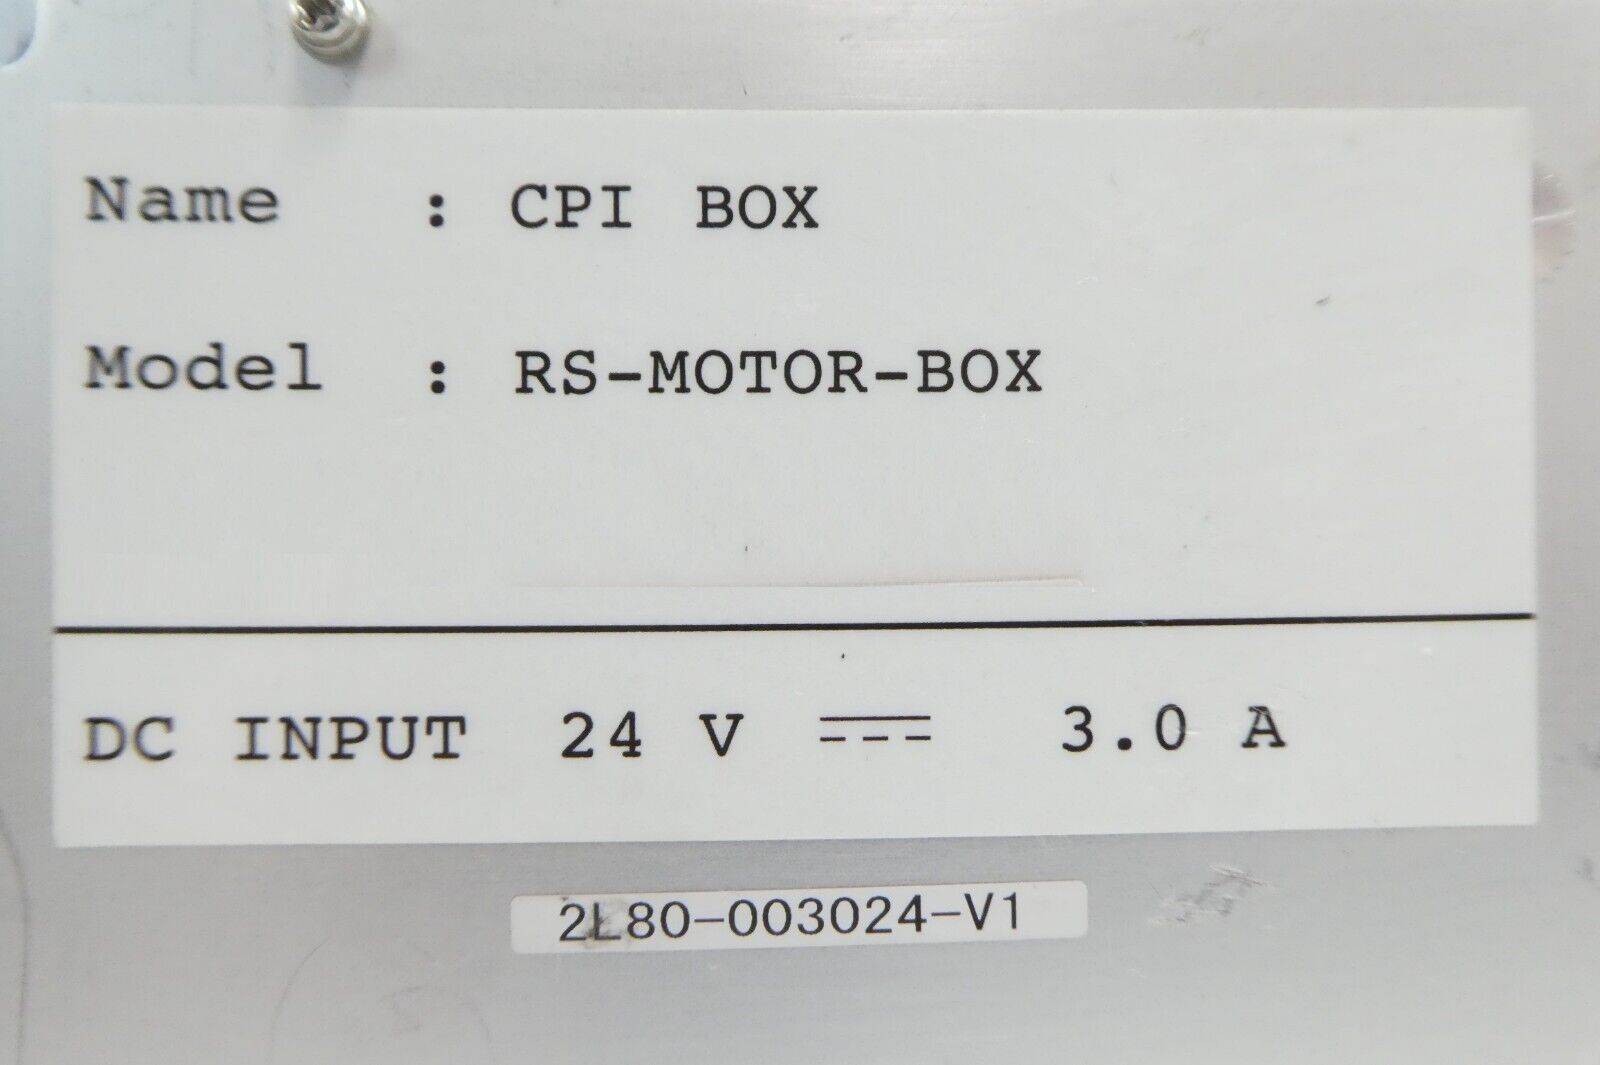 Name : CPI BOX
Model : RS-MOTOR-BOX
DC INPUT 24 V ⎓ 3.0 A
2L80-003024-V1